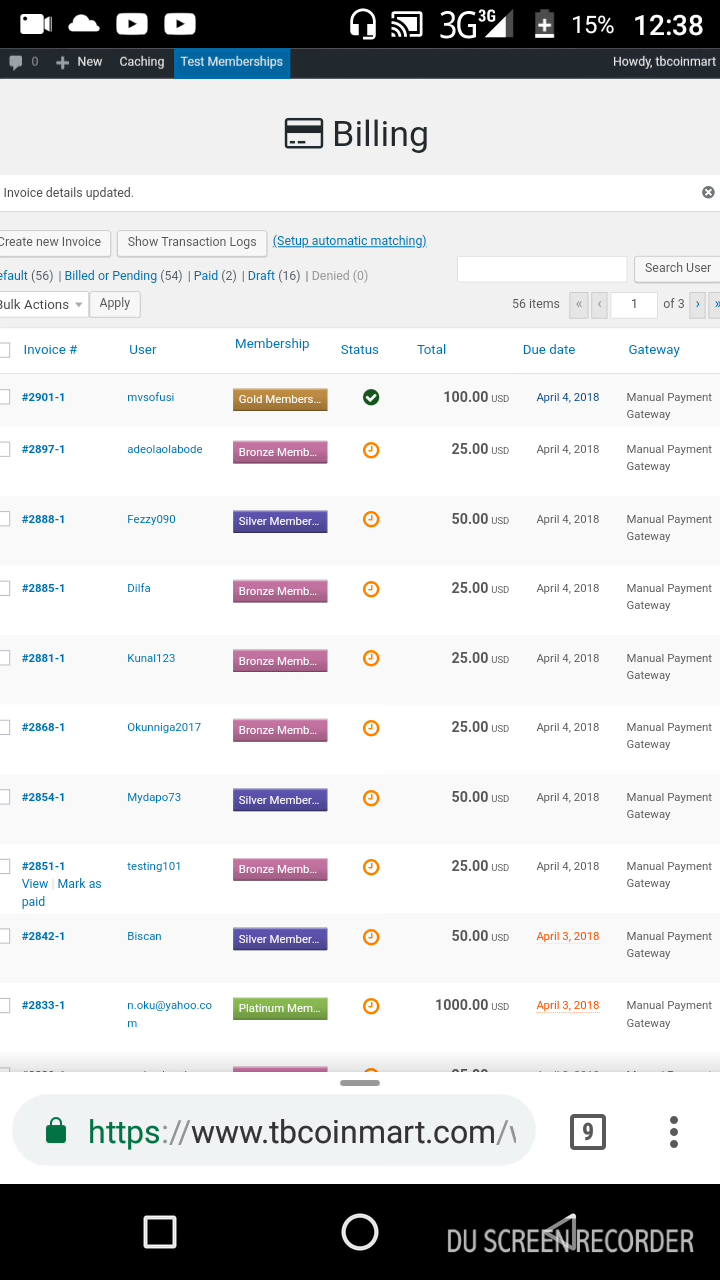 3G 3G 15% 12:38
0 New Caching Test Memberships Howdy, tbcoinmart
Billing
Invoice details updated.
Create new Invoice Show Transaction Logs (Setup automatic matching)
efault (56) | Billed or Pending (54) | Paid (2) | Draft (16) | Denied (0)
Search User
Bulk Actions Apply 56 items « ‹ 1 of 3 › »
Invoice # User Membership Status Total Due date Gateway
#2901-1 mvsofusi Gold Members... 100.00 USD April 4, 2018 Manual Payment
Gateway
#2897-1 adeolaolabode Bronze Memb... 25.00 USD April 4, 2018 Manual Payment
Gateway
#2888-1 Fezzy090 Silver Member... 50.00 USD April 4, 2018 Manual Payment
Gateway
#2885-1 Dilfa Bronze Memb... 25.00 USD April 4, 2018 Manual Payment
Gateway
#2881-1 Kunal123 Bronze Memb... 25.00 USD April 4, 2018 Manual Payment
Gateway
#2868-1 Okunniga2017 Bronze Memb... 25.00 USD April 4, 2018 Manual Payment
Gateway
#2854-1 Mydapo73 Silver Member... 50.00 USD April 4, 2018 Manual Payment
Gateway
#2851-1 testing101 Bronze Memb... 25.00 USD April 4, 2018 Manual Payment
View | Mark as Gateway
paid
#2842-1 Biscan Silver Member... 50.00 USD April 3, 2018 Manual Payment
Gateway
#2833-1 n.oku@yahoo.co Platinum Mem... 1000.00 USD April 3, 2018 Manual Payment
m Gateway
https://www.tbcoinmart.com/ 9
DU SCREEN RECORDER